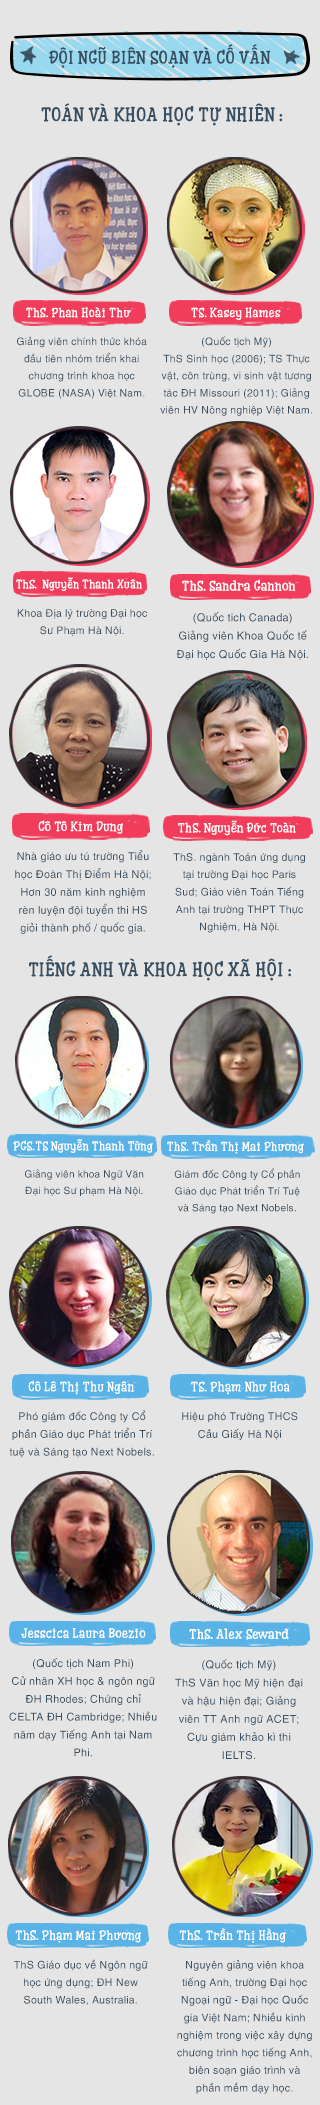 ĐỘI NGŨ BIÊN SOẠN VÀ CỐ VẤN
TOÁN VÀ KHOA HỌC TỰ NHIÊN :
ThS. Phan Hoài Thư
Giảng viên chính thức khóa
đầu tiên nhóm triển khai
chương trình khoa học
GLOBE (NASA) Việt Nam.
TS. Kasey Hames
(Quốc tịch Mỹ)
ThS Sinh học (2006); TS Thực
vật, côn trùng, vi sinh vật tương
tác ĐH Missouri (2011); Giảng
viên HV Nông nghiệp Việt Nam.
ThS. Nguyễn Thanh Xuân
Khoa Địa lý trường Đại học
Sư Phạm Hà Nội.
ThS. Sandra Gannon
(Quốc tich Canada)
Giảng viên Khoa Quốc tế
Đại học Quốc Gia Hà Nội.
Cô Tô Kim Dung
Nhà giáo ưu tú trường Tiểu
học Đoàn Thị Điểm Hà Nội;
Hơn 30 năm kinh nghiệm
rèn luyện đội tuyển thi HS
giỏi thành phố / quốc gia.
ThS. Nguyễn Đức Toàn
ThS. ngành Toán ứng dụng
tại trường Đại học Paris
Sud; Giáo viên Toán Tiếng
Anh tại trường THPT Thực
Nghiệm, Hà Nội.
TIẾNG ANH VÀ KHOA HỌC XÃ HỘI :
PGS.TS Nguyễn Thanh Tùng
Giảng viên khoa Ngữ Văn
Đại học Sư phạm Hà Nội.
ThS. Trần Thị Mai Phương
Giám đốc Công ty Cổ phần
Giáo dục Phát triển Trí Tuệ
và Sáng tạo Next Nobels.
Cô Lê Thị Thu Ngân
Phó giám đốc Công ty Cổ
phần Giáo dục Phát triển Trí
tuệ và Sáng tạo Next Nobels.
TS. Phạm Như Hoa
Hiệu phó Trường THCS
Cầu Giấy Hà Nội
Jesscica Laura Boezio
(Quốc tịch Nam Phi)
Cử nhân XH học & ngôn ngữ
ĐH Rhodes; Chứng chỉ
CELTA ĐH Cambridge; Nhiều
năm dạy Tiếng Anh tại Nam
Phi.
ThS. Alex Seward
(Quốc tịch Mỹ)
ThS Văn học Mỹ hiện đại
và hậu hiện đại; Giảng
viên TT Anh ngữ ACET;
Cựu giám khảo kì thi
IELTS.
ThS. Phạm Mai Phương
ThS Giáo dục về Ngôn ngữ
học ứng dụng; ĐH New
South Wales, Australia.
ThS. Trần Thị Hằng
Nguyên giảng viên khoa
tiếng Anh, trường Đại học
Ngoại ngữ - Đại học Quốc
gia Việt Nam; Nhiều kinh
nghiệm trong việc xây dựng
chương trình học tiếng Anh,
biên soạn giáo trình và
phần mềm dạy học.